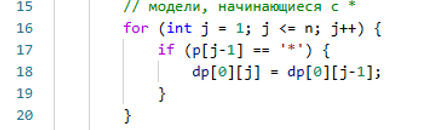 15 // модели, начинающиеся с *
16 for (int j = 1; j <= n; j++) {
17 if (p[j-1] == '*') {
18 dp[0][j] = dp[0][j-1];
19 }
20 }